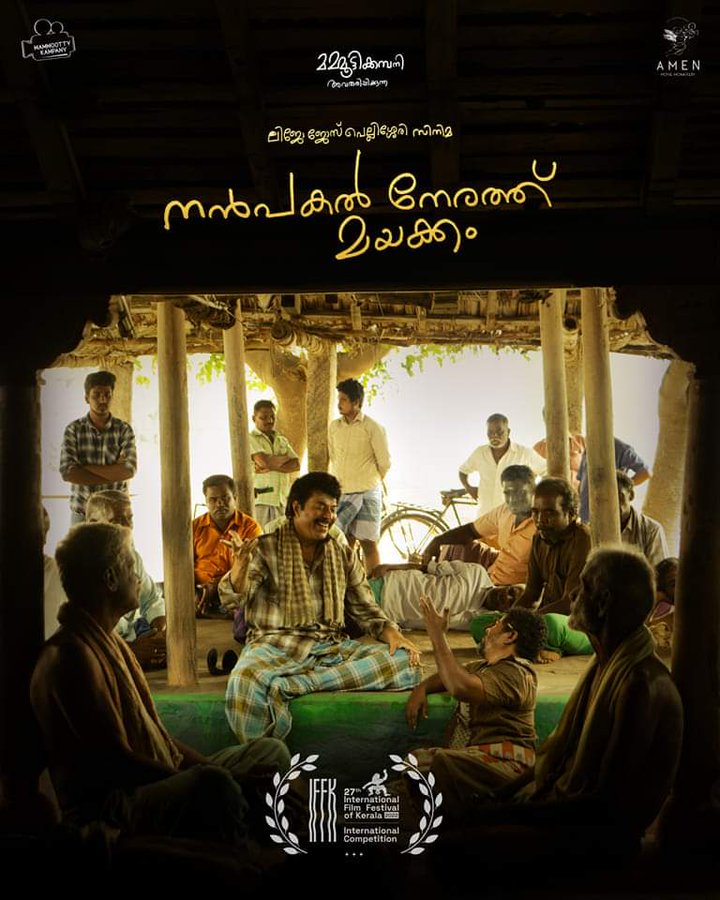 MAMMOOTTY
KAMPANY
മമ്മൂട്ടികമ്പനി
അവതരിപ്പിക്കുന്ന
AMEN
MOVIE MONASTERY
ലിജോ ജോസ് പെല്ലിശ്ശേരി സിനിമ
നൻപകൽ നേരത്ത്
മയക്കം
IFFK
27th
International
Film Festival
of Kerala 2022
International
Competition